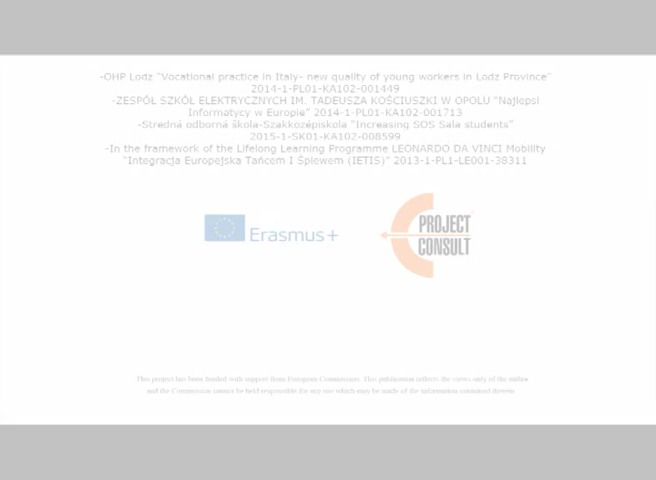 -OHP Lodz "Vocational practice in Italy- new quality of young workers in Lodz Province"
2014-1-PL01-KA102-001449
-ZESPÓŁ SZKÓŁ ELEKTRYCZNYCH IM. TADEUSZA KOŚCIUSZKI W OPOLU "Najlepsi
Informatycy w Europie" 2014-1-PL01-KA102-001713
-Stredná odborná škola-Szakkozépiskola "Increasing SOS Sala students"
2015-1-SK01-KA102-008599
-In the framework of the Lifelong Learning Programme LEONARDO DA VINCI Mobility
"Integracja Europejska Tańcem I Śpiewem (IETIS)" 2013-1-PL1-LE001-38311
Erasmus+
PROJECT
CONSULT
This project has been funded with support from European Commission. This publication reflects the views only of the author
and the Commission cannot be held responsible for any use which may be made of the information contained therein